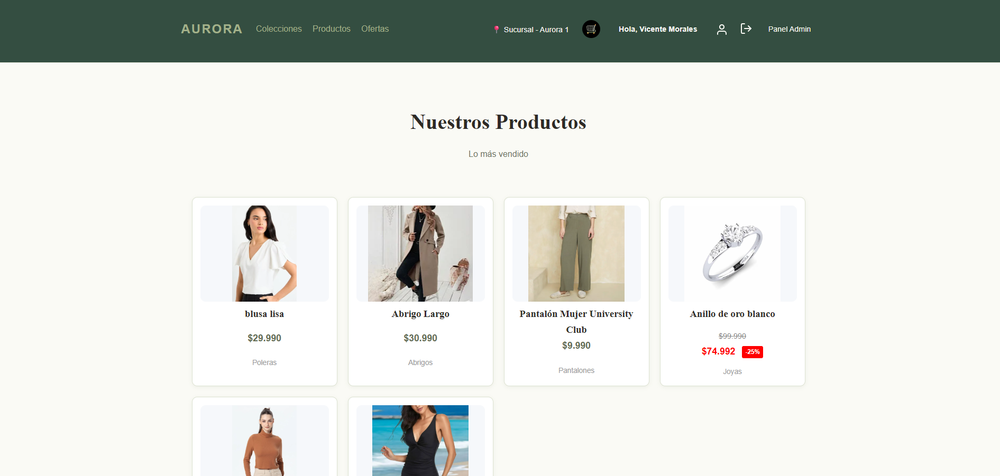 AURORA
Colecciones
Productos
Ofertas
Sucursal - Aurora 1
Hola, Vicente Morales
Panel Admin
Nuestros Productos
Lo más vendido
blusa lisa
$29.990
Poleras
Abrigo Largo
$30.990
Abrigos
Pantalón Mujer University
Club
$9.990
Pantalones
Anillo de oro blanco
$99.990
$74.992 -25%
Joyas